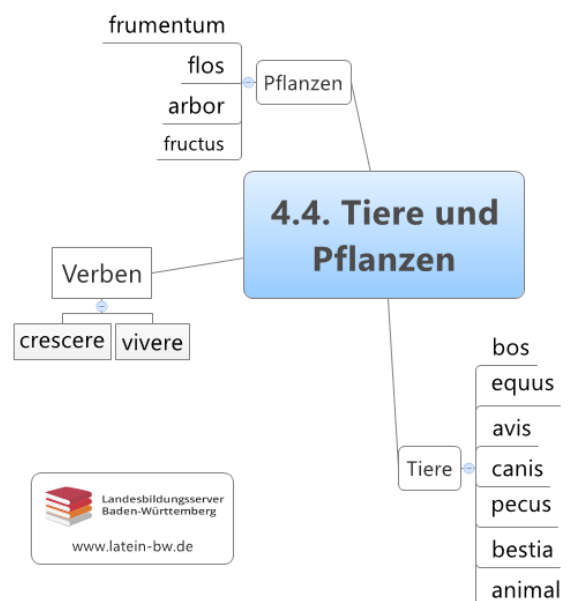 frumentum
flos
arbor
fructus
Pflanzen
4.4. Tiere und
Pflanzen
Verben
crescere
vivere
Tiere
bos
equus
avis
canis
pecus
bestia
animal
Landesbildungsserver
Baden-Württemberg
www.latein-bw.de